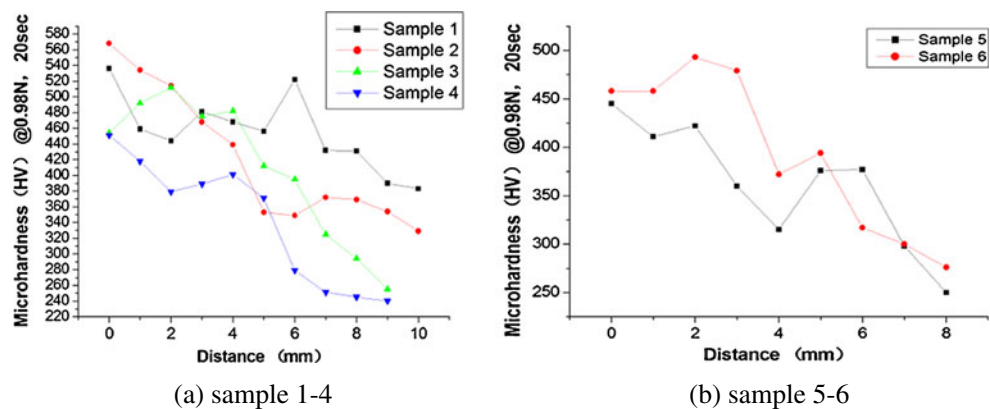 580
560
540
520
500
480
460
440
420
400
380
360
340
320
300
280
260
240
220
Microhardness (HV) @0.98N, 20sec
Sample 1
Sample 2
Sample 3
Sample 4
0 2 4 6 8 10
Distance (mm)
(a) sample 1-4
500
450
400
350
300
250
Microhardness (HV) @0.98N, 20sec
Sample 5
Sample 6
0 2 4 6 8
Distance (mm)
(b) sample 5-6